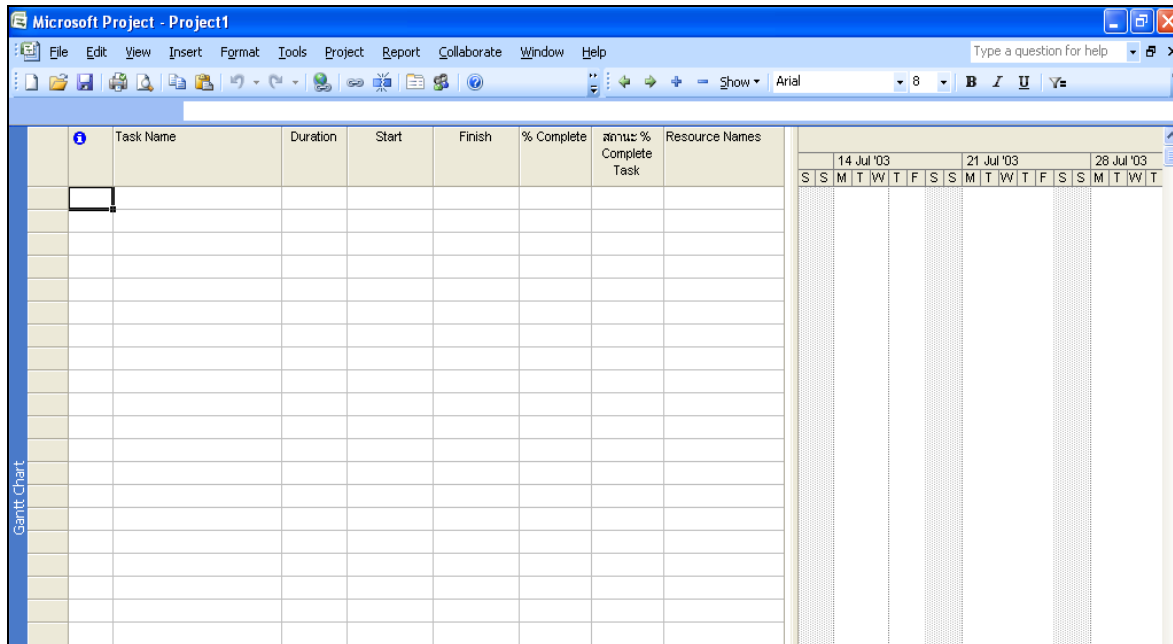 Microsoft Project - Project1
File Edit View Insert Format Tools Project Report Collaborate Window Help Type a question for help
Show Arial 8 B I U
Task Name Duration Start Finish % Complete สถานะ % Complete Task Resource Names
14 Jul '03 21 Jul '03 28 Jul '03
S S M T W T F S S M T W T F S S M T W T
Gantt Chart